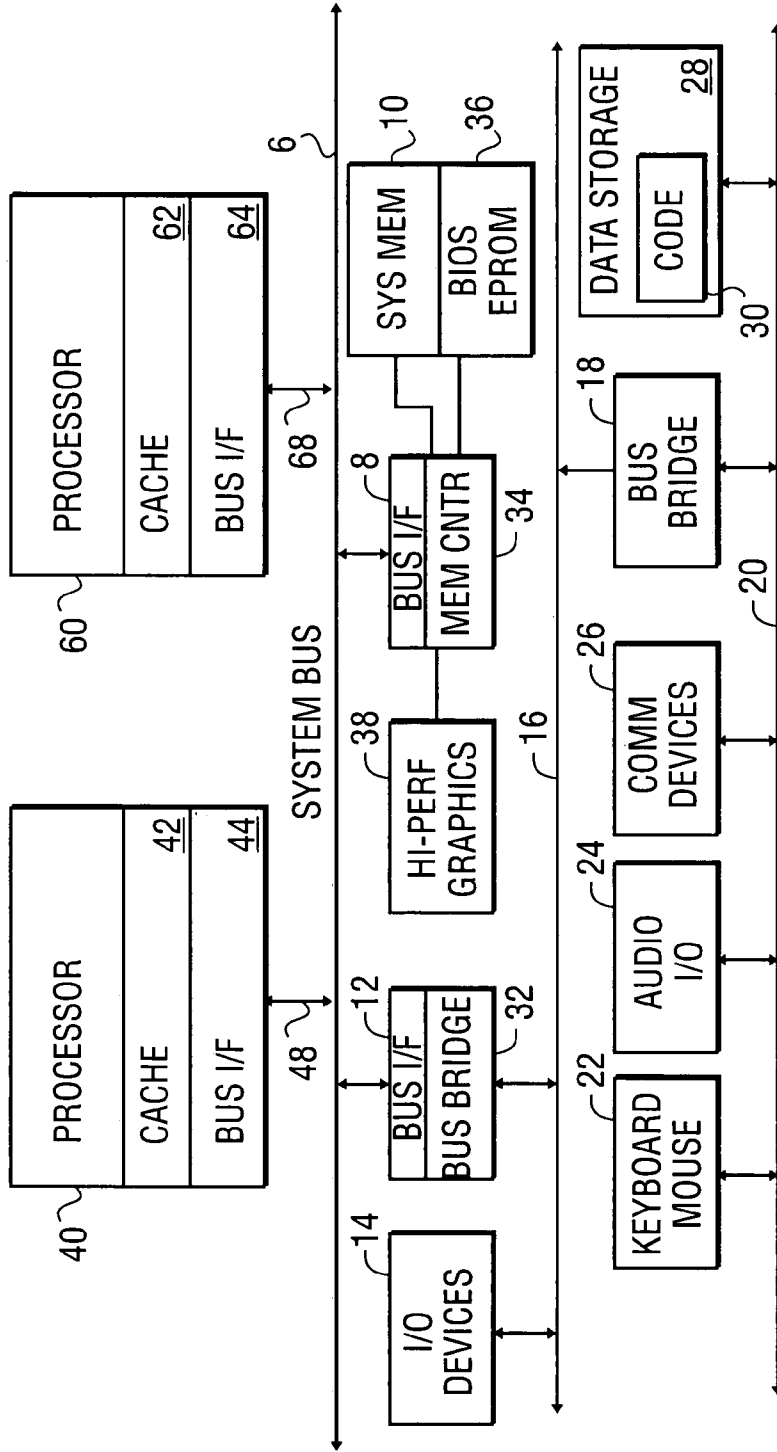 PROCESSOR
40
CACHE
42
BUS I/F
44
48
PROCESSOR
60
CACHE
62
BUS I/F
64
68
SYSTEM BUS
6
I/O
DEVICES
14
BUS I/F
12
BUS BRIDGE
32
HI-PERF
GRAPHICS
38
BUS I/F
8
MEM CNTR
34
SYS MEM
10
BIOS
EPROM
36
16
KEYBOARD
MOUSE
22
AUDIO
I/O
24
COMM
DEVICES
26
BUS
BRIDGE
18
DATA STORAGE
28
CODE
30
20